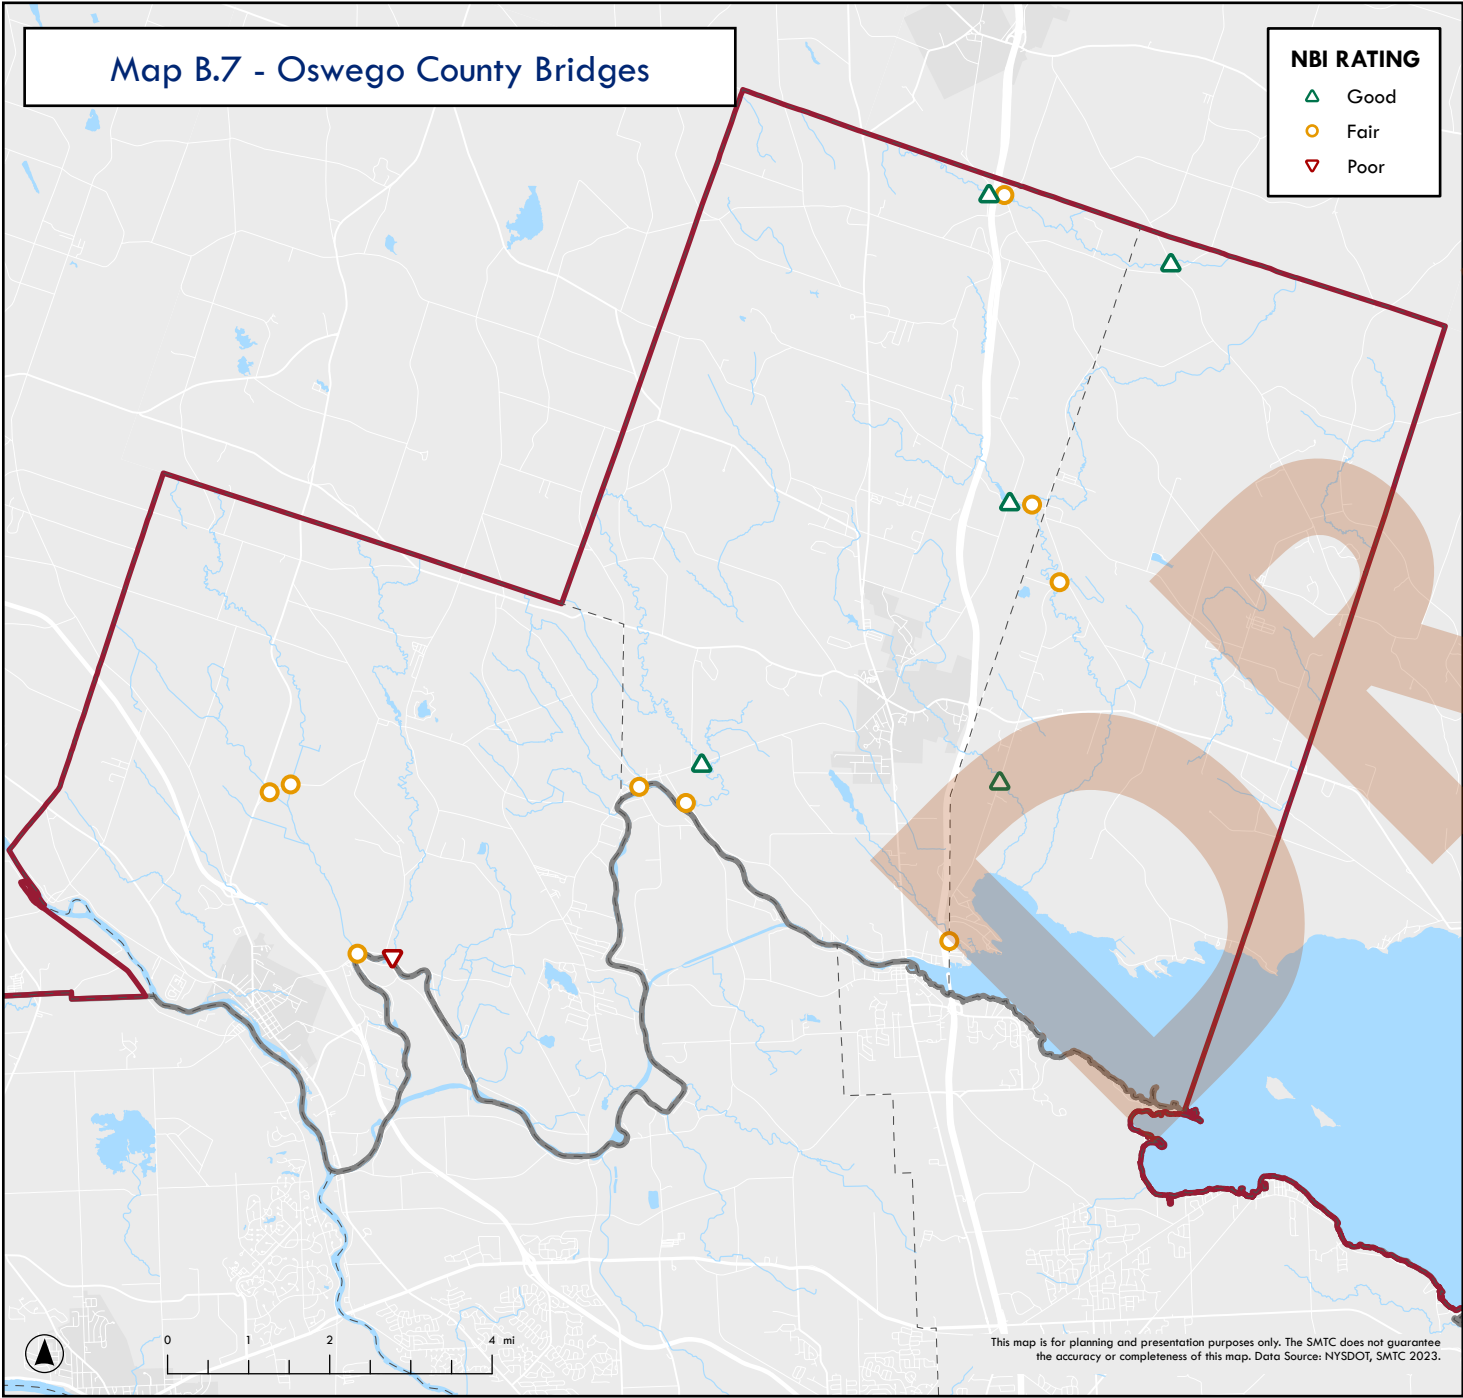 Map B.7 - Oswego County Bridges
NBI RATING
Good
Fair
Poor
0 1 2 4 mi
This map is for planning and presentation purposes only. The SMTC does not guarantee
the accuracy or completeness of this map. Data Source: NYSDOT, SMTC 2023.
D R